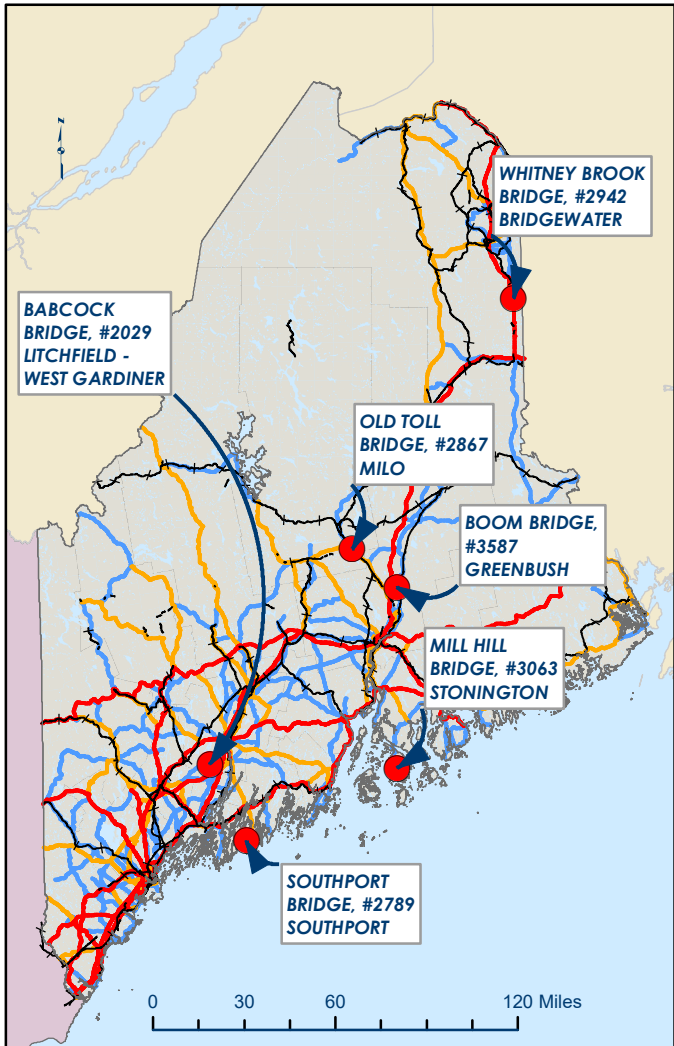 N
WHITNEY BROOK
BRIDGE, #2942
BRIDGEWATER
BABCOCK
BRIDGE, #2029
LITCHFIELD -
WEST GARDINER
OLD TOLL
BRIDGE, #2867
MILO
BOOM BRIDGE,
#3587
GREENBUSH
MILL HILL
BRIDGE, #3063
STONINGTON
SOUTHPORT
BRIDGE, #2789
SOUTHPORT
0 30 60 120 Miles